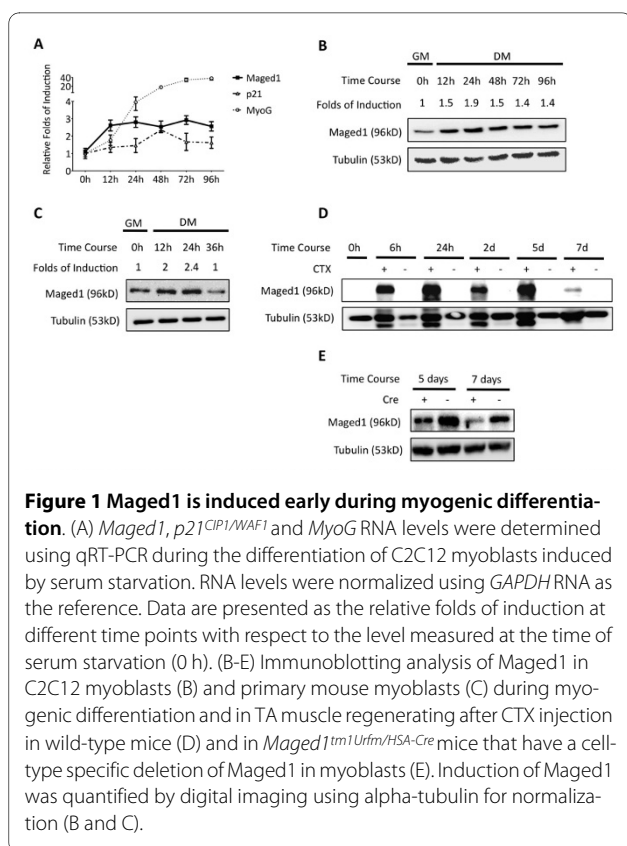 A
Relative Folds of Induction
40
20
4
3
2
1
0
0h 12h 24h 48h 72h 96h
Maged1
p21
MyoG
B
GM DM
Time Course 0h 12h 24h 48h 72h 96h
Folds of Induction 1 1.5 1.9 1.5 1.4 1.4
Maged1 (96kD)
Tubulin (53kD)
C
GM DM
Time Course 0h 12h 24h 36h
Folds of Induction 1 2 2.4 1
Maged1 (96kD)
Tubulin (53kD)
D
Time Course 0h 6h 24h 2d 5d 7d
CTX + - + - + - + - + -
Maged1 (96kD)
Tubulin (53kD)
E
Time Course 5 days 7 days
Cre + - + -
Maged1 (96kD)
Tubulin (53kD)
Figure 1 Maged1 is induced early during myogenic differentia-
tion. (A) Maged1, p21CIP1/WAF1 and MyoG RNA levels were determined
using qRT-PCR during the differentiation of C2C12 myoblasts induced
by serum starvation. RNA levels were normalized using GAPDH RNA as
the reference. Data are presented as the relative folds of induction at
different time points with respect to the level measured at the time of
serum starvation (0 h). (B-E) Immunoblotting analysis of Maged1 in
C2C12 myoblasts (B) and primary mouse myoblasts (C) during myo-
genic differentiation and in TA muscle regenerating after CTX injection
in wild-type mice (D) and in Maged1tm1Urfm/HSA-Cre mice that have a cell-
type specific deletion of Maged1 in myoblasts (E). Induction of Maged1
was quantified by digital imaging using alpha-tubulin for normaliza-
tion (B and C).